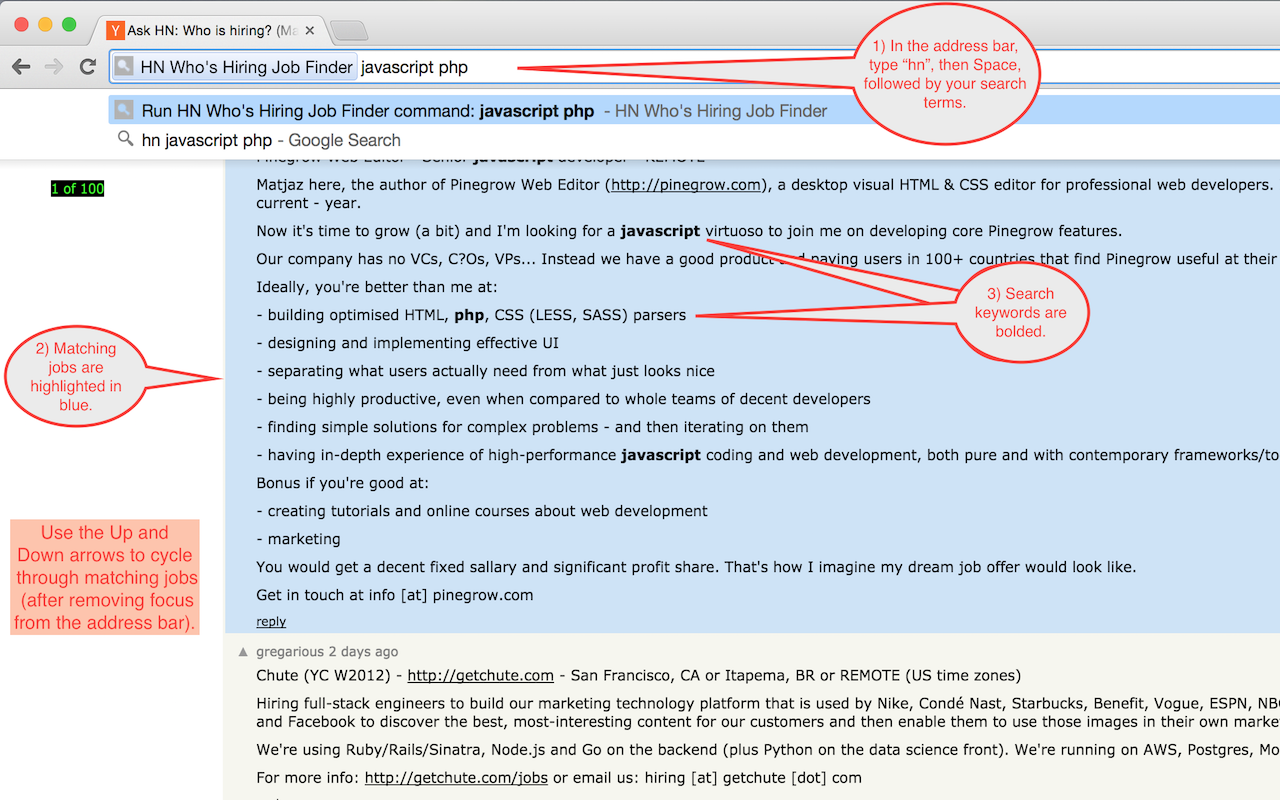 Ask HN: Who is hiring? (Ma
HN Who's Hiring Job Finder javascript php
Run HN Who's Hiring Job Finder command: javascript php - HN Who's Hiring Job Finder
hn javascript php - Google Search
1) In the address bar,
type “hn”, then Space,
followed by your search
terms.
Pinegrow Web Editor - Senior javascript developer - REMOTE
1 of 100
Matjaz here, the author of Pinegrow Web Editor (http://pinegrow.com), a desktop visual HTML & CSS editor for professional web developers.
current - year.
Now it's time to grow (a bit) and I'm looking for a javascript virtuoso to join me on developing core Pinegrow features.
Our company has no VCs, C?Os, VPs... Instead we have a good product and paying users in 100+ countries that find Pinegrow useful at their
Ideally, you're better than me at:
- building optimised HTML, php, CSS (LESS, SASS) parsers
3) Search
keywords are
bolded.
- designing and implementing effective UI
2) Matching
jobs are
highlighted in
blue.
- separating what users actually need from what just looks nice
- being highly productive, even when compared to whole teams of decent developers
- finding simple solutions for complex problems - and then iterating on them
- having in-depth experience of high-performance javascript coding and web development, both pure and with contemporary frameworks/to
Bonus if you're good at:
- creating tutorials and online courses about web development
- marketing
Use the Up and
Down arrows to cycle
through matching jobs
(after removing focus
from the address bar).
You would get a decent fixed sallary and significant profit share. That's how I imagine my dream job offer would look like.
Get in touch at info [at] pinegrow.com
reply
gregarious 2 days ago
Chute (YC W2012) - http://getchute.com - San Francisco, CA or Itapema, BR or REMOTE (US time zones)
Hiring full-stack engineers to build our marketing technology platform that is used by Nike, Condé Nast, Starbucks, Benefit, Vogue, ESPN, NBC
and Facebook to discover the best, most-interesting content for our customers and then enable them to use those images in their own marke
We're using Ruby/Rails/Sinatra, Node.js and Go on the backend (plus Python on the data science front). We're running on AWS, Postgres, Mo
For more info: http://getchute.com/jobs or email us: hiring [at] getchute [dot] com